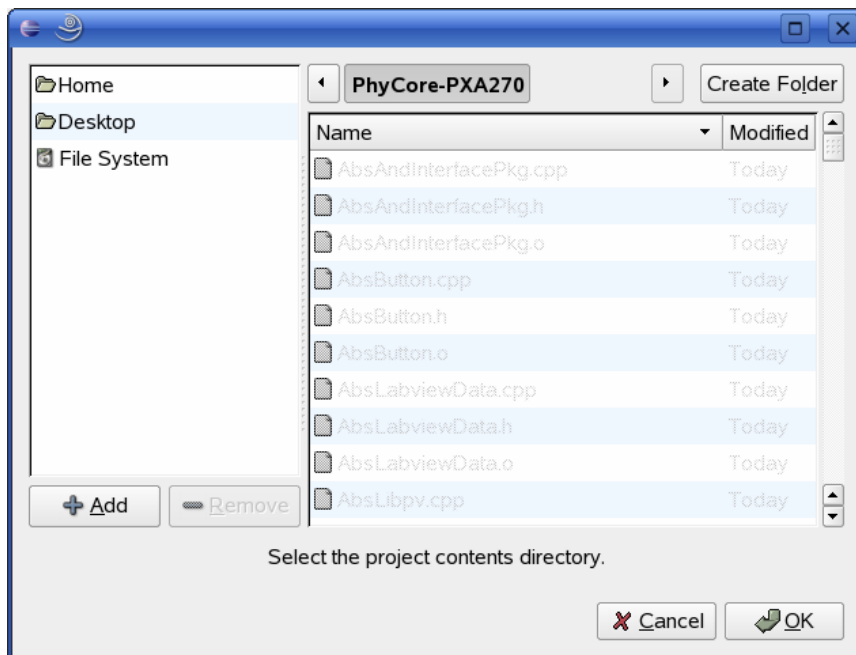 Home
Desktop
File System
PhyCore-PXA270
Create Folder
Name Modified
AbsAndInterfacePkg.cpp Today
AbsAndInterfacePkg.h Today
AbsAndInterfacePkg.o Today
AbsButton.cpp Today
AbsButton.h Today
AbsButton.o Today
AbsLabviewData.cpp Today
AbsLabviewData.h Today
AbsLabviewData.o Today
AbsLibpv.cpp Today
Add Remove
Select the project contents directory.
Cancel OK